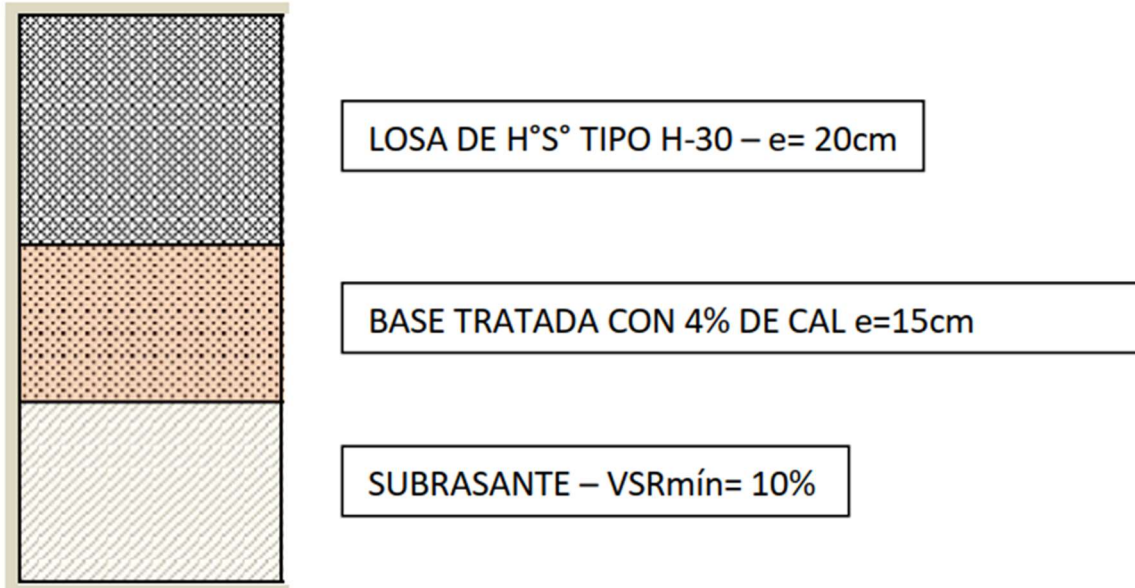 LOSA DE H°S° TIPO H-30 – e= 20cm
BASE TRATADA CON 4% DE CAL e=15cm
SUBRASANTE – VSRmín= 10%